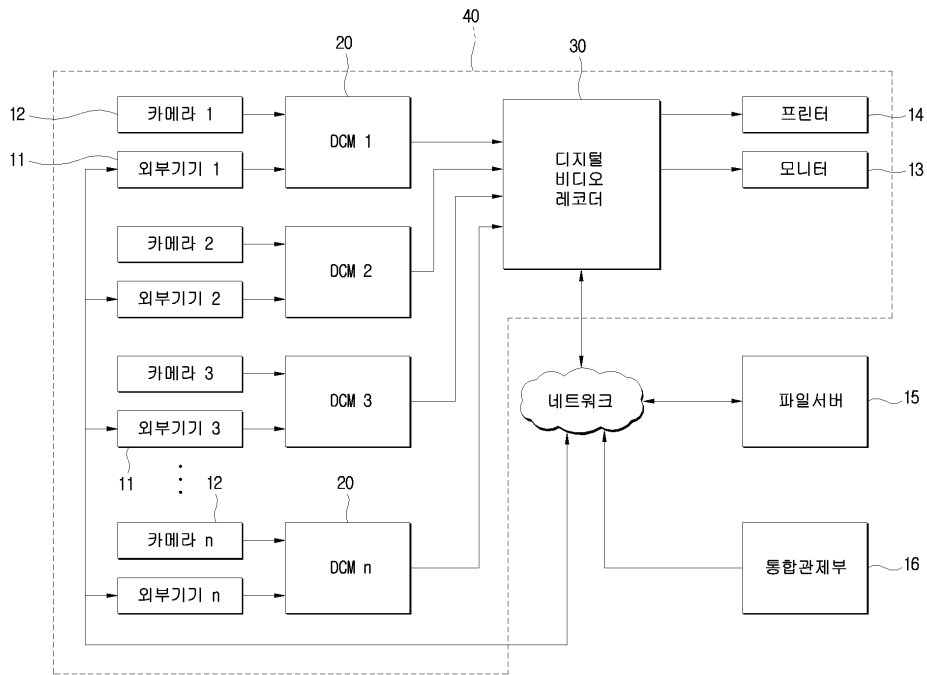 40
20
30
12
카메라 1
DCM 1
프린터
14
11
외부기기 1
디지털
비디오
레코더
모니터
13
카메라 2
DCM 2
외부기기 2
카메라 3
DCM 3
네트워크
파일서버
15
외부기기 3
11
12
20
카메라 n
DCM n
통합관제부
16
외부기기 n